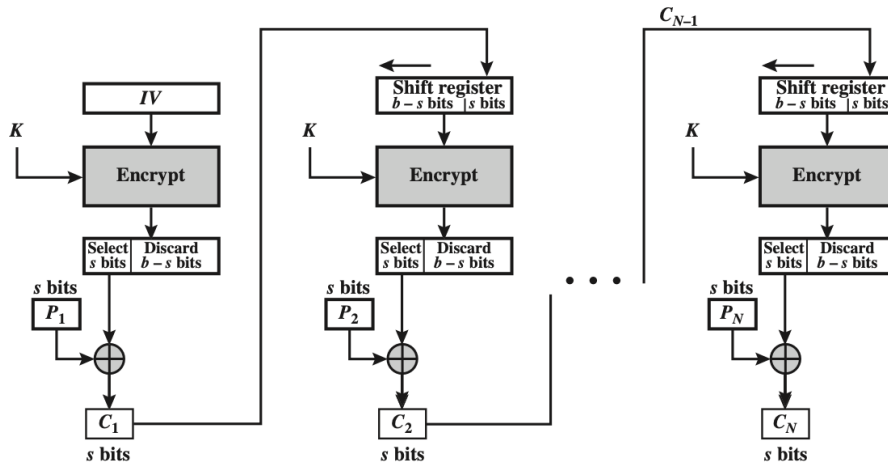 C_{N–1}
IV
Shift register
b – s bits | s bits
Shift register
b – s bits | s bits
K
K
K
Encrypt
Encrypt
Encrypt
Select Discard
s bits b – s bits
Select Discard
s bits b – s bits
Select Discard
s bits b – s bits
s bits
P_1
s bits
P_2
• • •
s bits
P_N
C_1
s bits
C_2
s bits
C_N
s bits